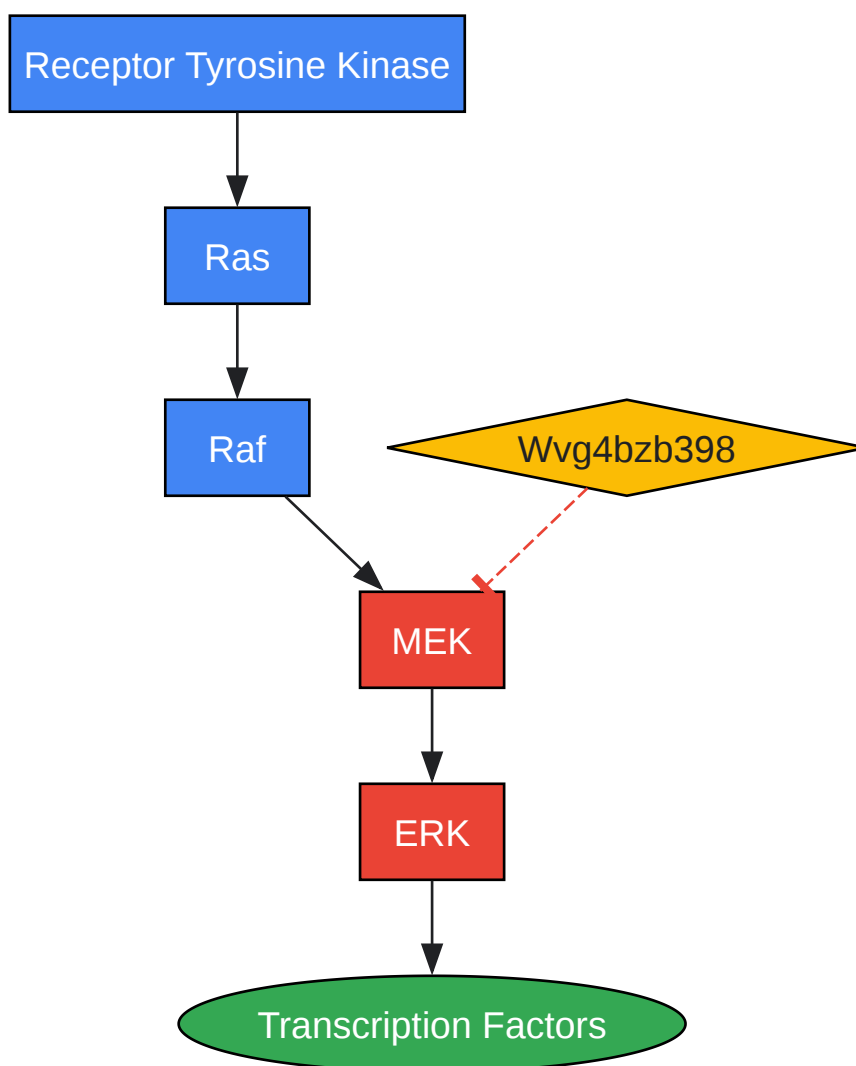 Receptor Tyrosine Kinase
Ras
Raf
Wvg4bzb398
MEK
ERK
Transcription Factors